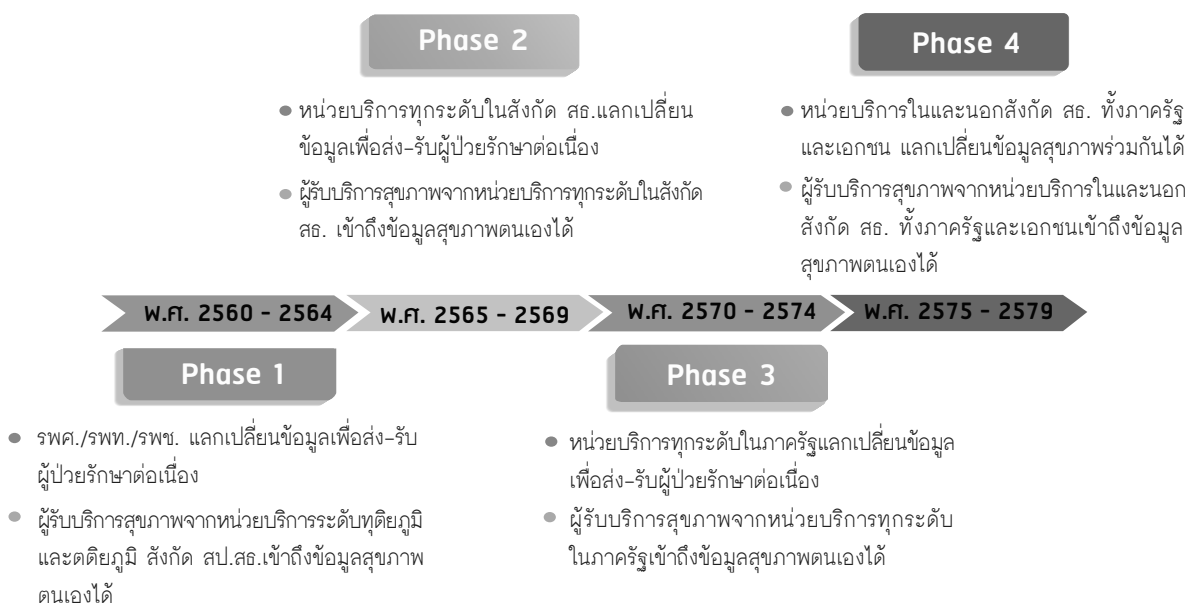 Phase 2
หน่วยบริการทุกระดับในสังกัด สธ.แลกเปลี่ยน
ข้อมูลเพื่อส่ง-รับผู้ป่วยรักษาต่อเนื่อง
ผู้รับบริการสุขภาพจากหน่วยบริการทุกระดับในสังกัด
สธ. เข้าถึงข้อมูลสุขภาพตนเองได้
Phase 4
หน่วยบริการในและนอกสังกัด สธ. ทั้งภาครัฐ
และเอกชน แลกเปลี่ยนข้อมูลสุขภาพร่วมกันได้
ผู้รับบริการสุขภาพจากหน่วยบริการในและนอก
สังกัด สธ. ทั้งภาครัฐและเอกชนเข้าถึงข้อมูล
สุขภาพตนเองได้
พ.ศ. 2560 - 2564
พ.ศ. 2565 - 2569
พ.ศ. 2570 - 2574
พ.ศ. 2575 - 2579
Phase 1
รพศ./รพท./รพช. แลกเปลี่ยนข้อมูลเพื่อส่ง-รับ
ผู้ป่วยรักษาต่อเนื่อง
ผู้รับบริการสุขภาพจากหน่วยบริการระดับทุติยภูมิ
และตติยภูมิ สังกัด สป.สธ.เข้าถึงข้อมูลสุขภาพ
ตนเองได้
Phase 3
หน่วยบริการทุกระดับในภาครัฐแลกเปลี่ยนข้อมูล
เพื่อส่ง-รับผู้ป่วยรักษาต่อเนื่อง
ผู้รับบริการสุขภาพจากหน่วยบริการทุกระดับ
ในภาครัฐเข้าถึงข้อมูลสุขภาพตนเองได้